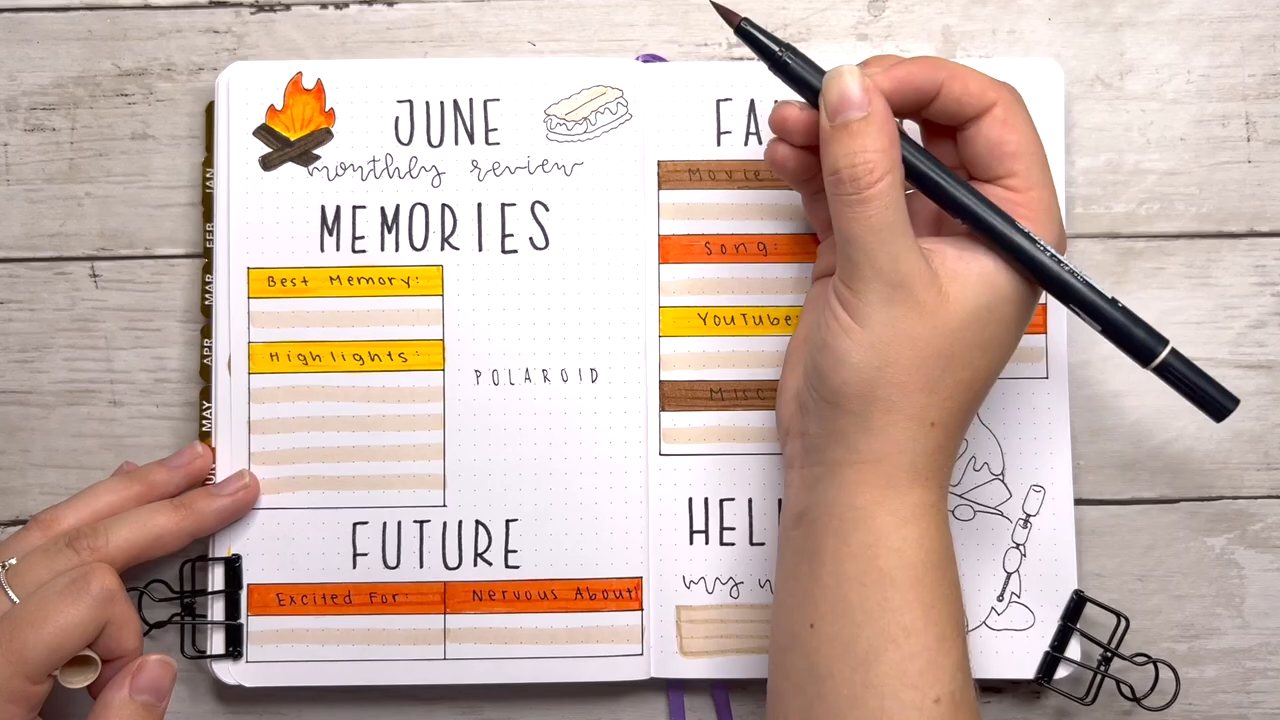 JAN
FEB
MAR
APR
MAY
JUNE
monthly review
MEMORIES
Best Memory:
Highlights:
POLAROID
FUTURE
Excited For:
Nervous About:
FA
Movie:
Song:
YouTube:
Misc
HEL
my